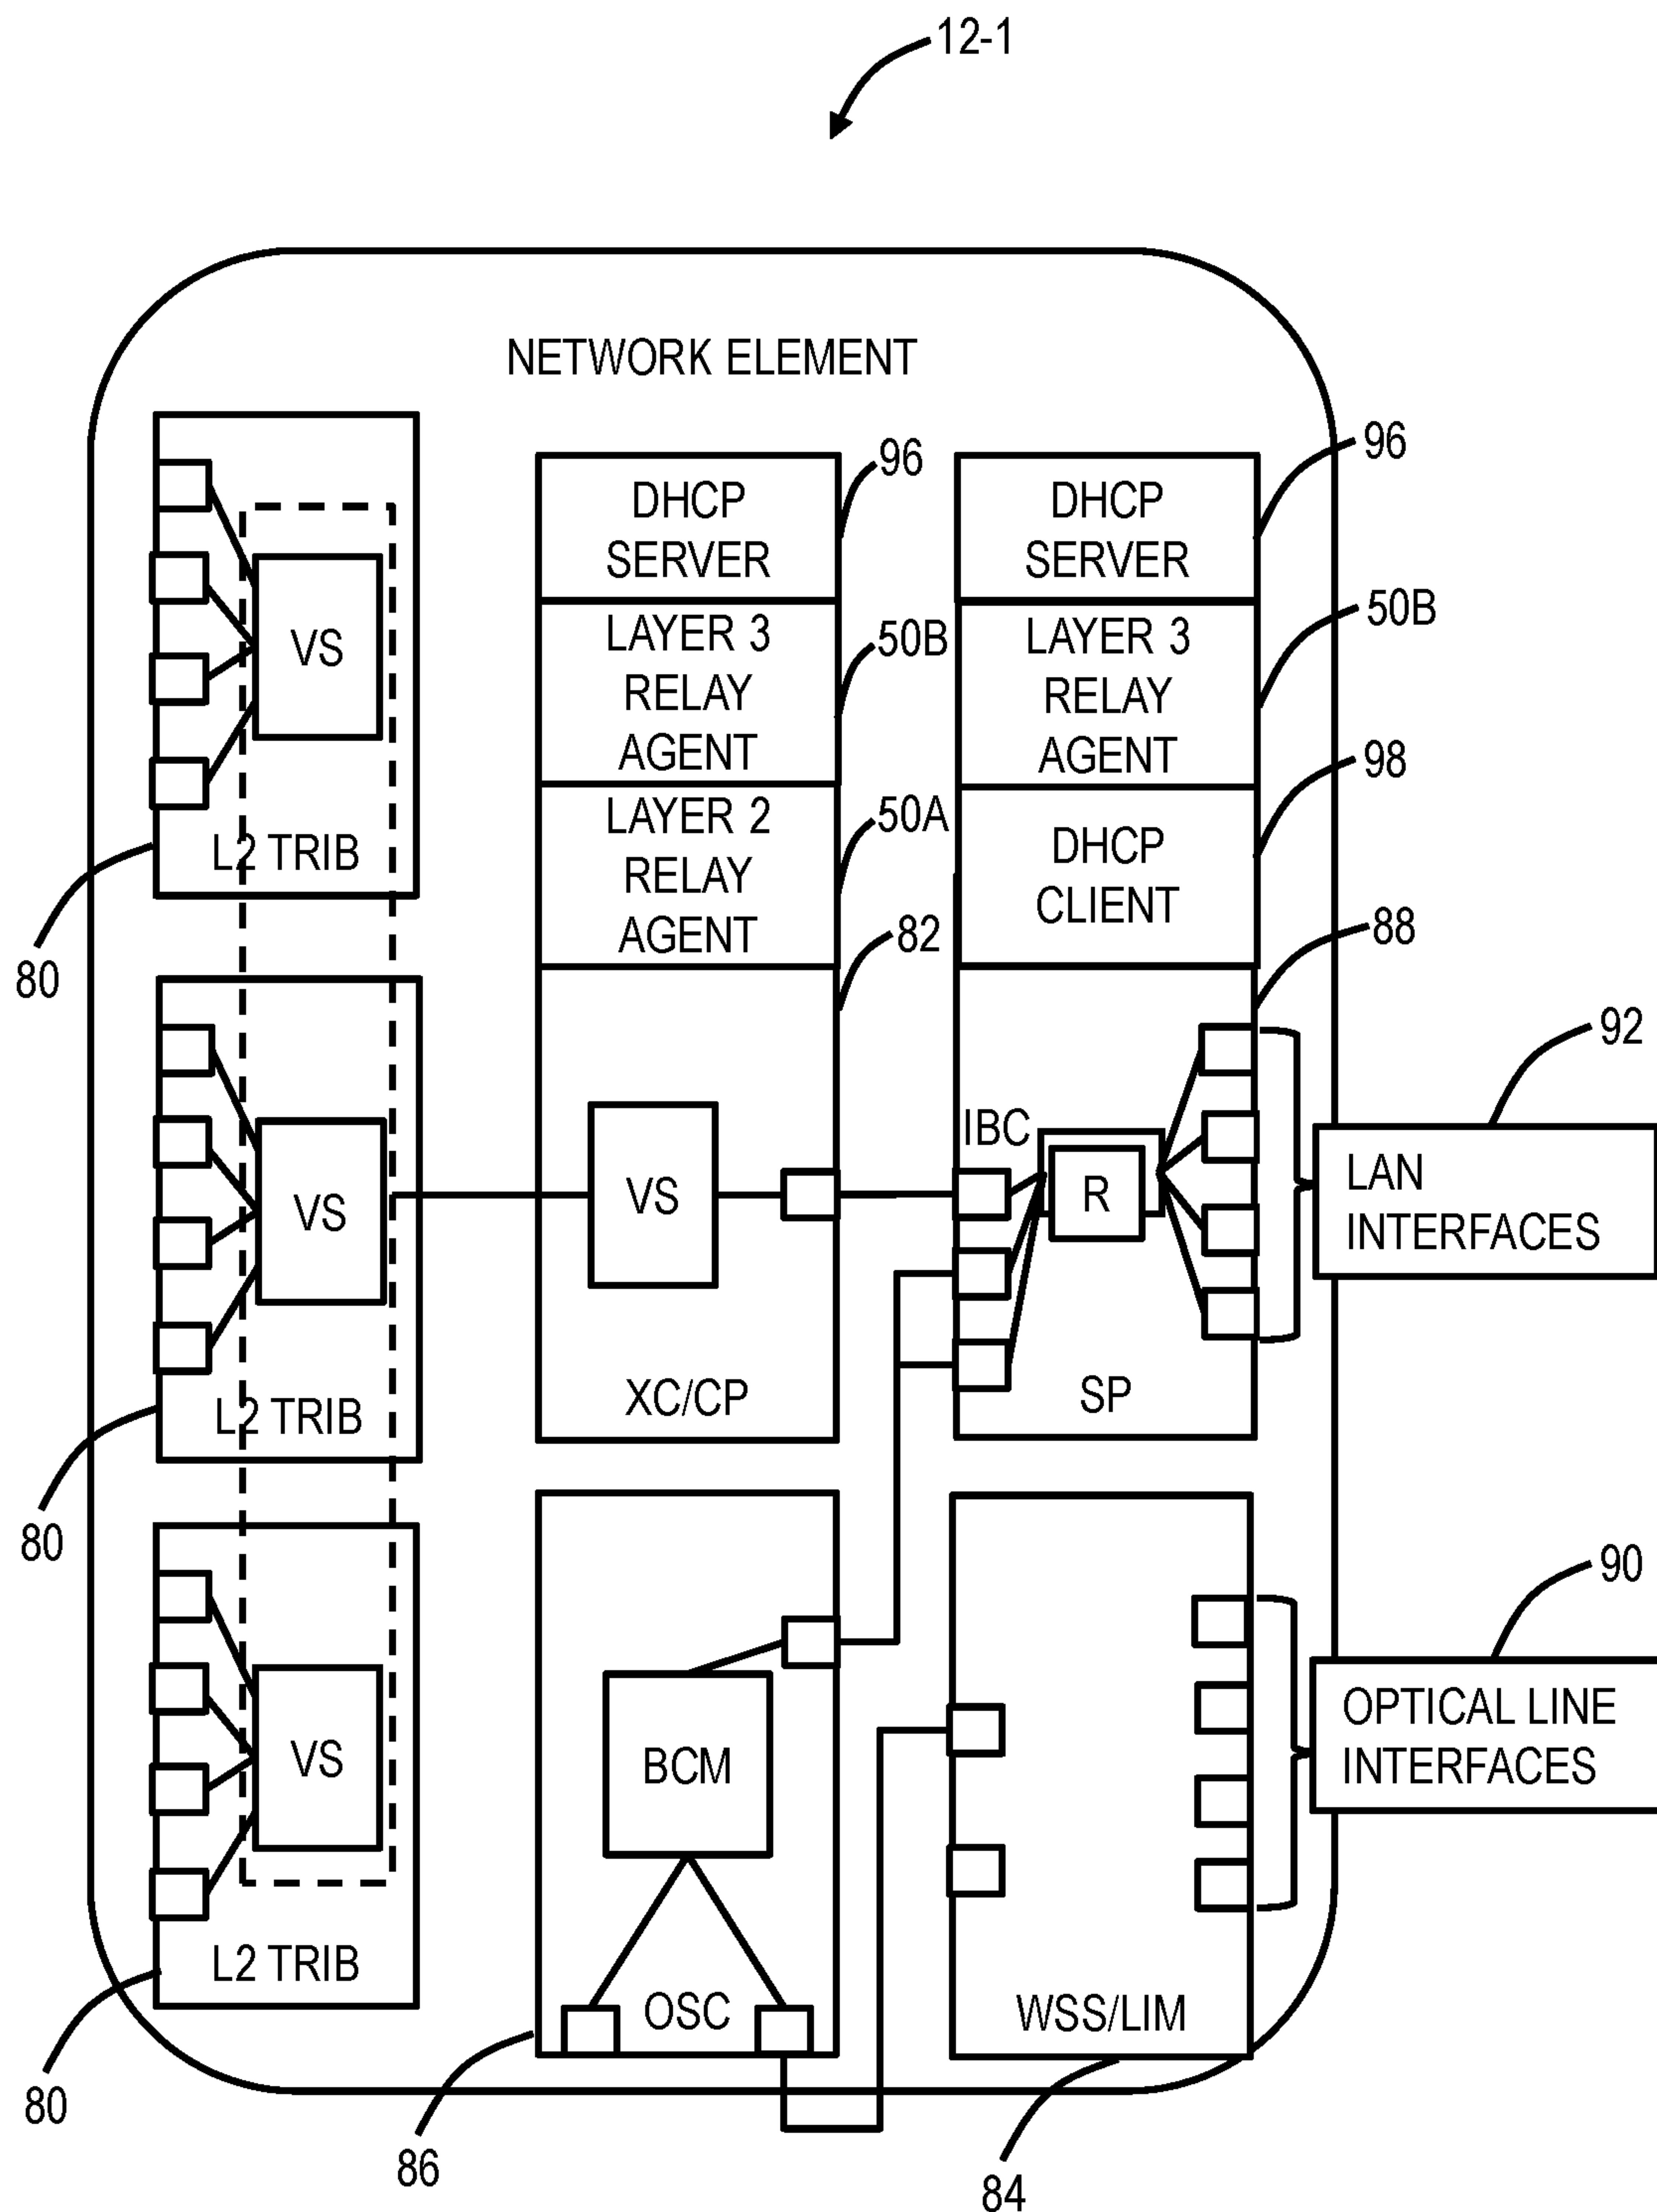 12-1
NETWORK ELEMENT
VS
L2 TRIB
80
VS
L2 TRIB
80
VS
L2 TRIB
80
DHCP
SERVER
96
LAYER 3
RELAY
AGENT
50B
LAYER 2
RELAY
AGENT
50A
82
VS
XC/CP
DHCP
SERVER
96
LAYER 3
RELAY
AGENT
50B
DHCP
CLIENT
98
88
IBC
R
SP
92
LAN
INTERFACES
BCM
OSC
86
WSS/LIM
84
90
OPTICAL LINE
INTERFACES